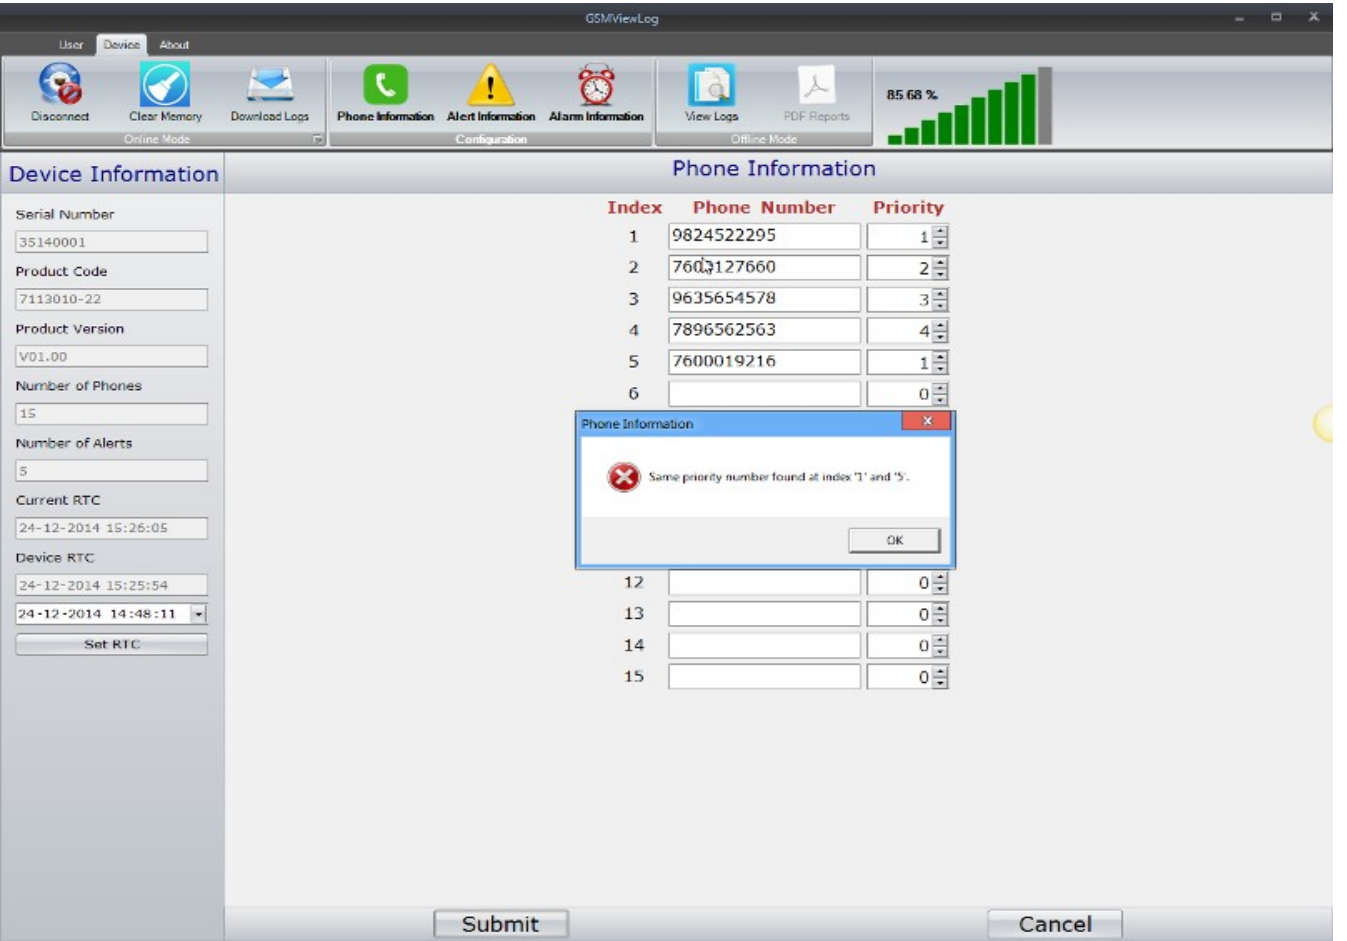 GSMViewLog
User Device About
Disconnect Clear Memory Download Logs Phone Information Alert Information Alarm Information View Logs PDF Reports 85.68 %
Online Mode Configuration Offline Mode
Device Information
Phone Information
Serial Number
35140001
Product Code
7113010-22
Product Version
V01.00
Number of Phones
15
Number of Alerts
5
Current RTC
24-12-2014 15:26:05
Device RTC
24-12-2014 15:25:54
24-12-2014 14:48:11
Set RTC
Index Phone Number Priority
1 9824522295 1
2 2
3 9635654578 3
4 7896562563 4
5 7600019216 1
6 0
Phone Information
Same priority number found at index '1' and '5'.
OK
12 0
13 0
14 0
15 0
Submit Cancel